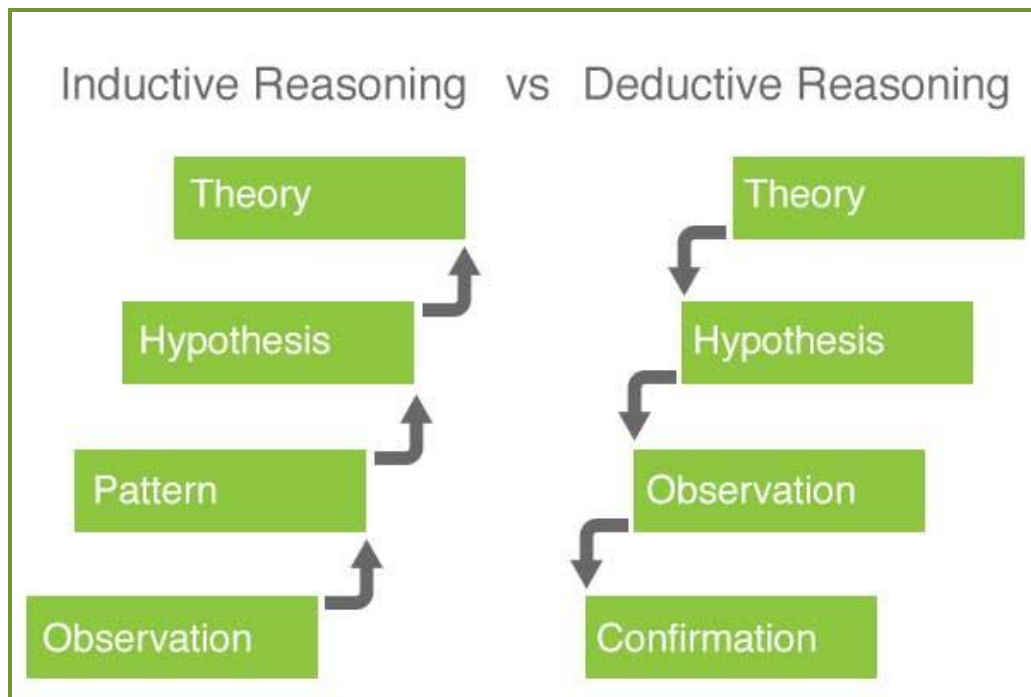 Inductive Reasoning vs Deductive Reasoning
Theory
Hypothesis
Pattern
Observation
Theory
Hypothesis
Observation
Confirmation